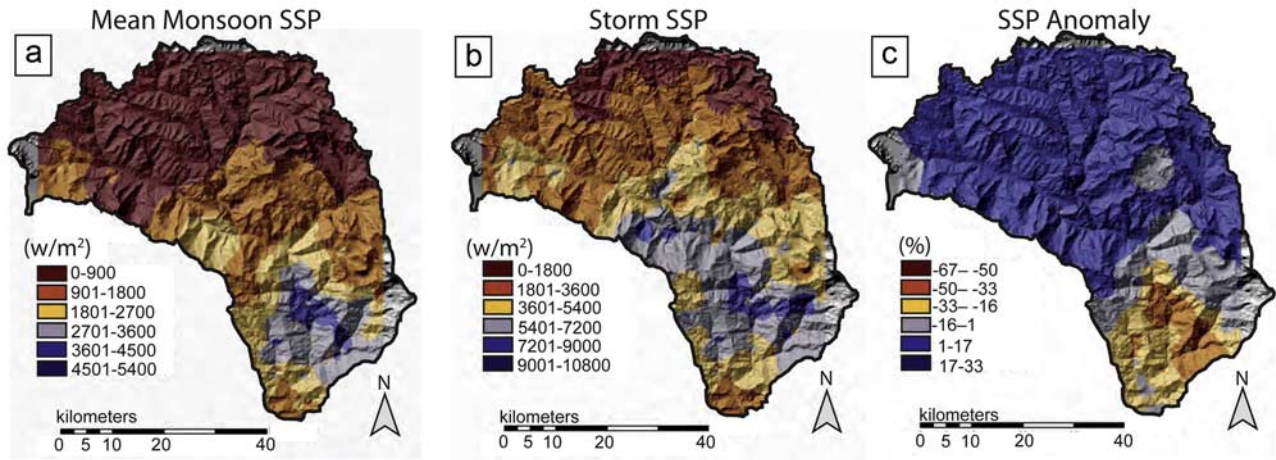 Mean Monsoon SSP
a
(w/m²)
0-900
901-1800
1801-2700
2701-3600
3601-4500
4501-5400
kilometers
0 5 10 20 40
N
Storm SSP
b
(w/m²)
0-1800
1801-3600
3601-5400
5401-7200
7201-9000
9001-10800
kilometers
0 5 10 20 40
N
SSP Anomaly
c
(%)
-67– -50
-50– -33
-33– -16
-16–1
1-17
17-33
kilometers
0 5 10 20 40
N